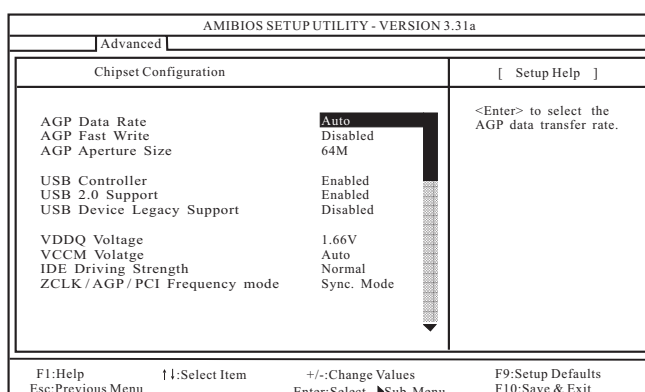 AMIBIOS SETUP UTILITY - VERSION 3.31a
Advanced
Chipset Configuration
[ Setup Help ]
AGP Data Rate Auto
AGP Fast Write Disabled
AGP Aperture Size 64M
USB Controller Enabled
USB 2.0 Support Enabled
USB Device Legacy Support Disabled
VDDQ Voltage 1.66V
VCCM Volatge Auto
IDE Driving Strength Normal
ZCLK / AGP / PCI Frequency mode Sync. Mode
<Enter> to select the
AGP data transfer rate.
F1:Help ↑↓:Select Item +/-:Change Values F9:Setup Defaults
Esc:Previous Menu Enter:Select ▶Sub-Menu F10:Save & Exit